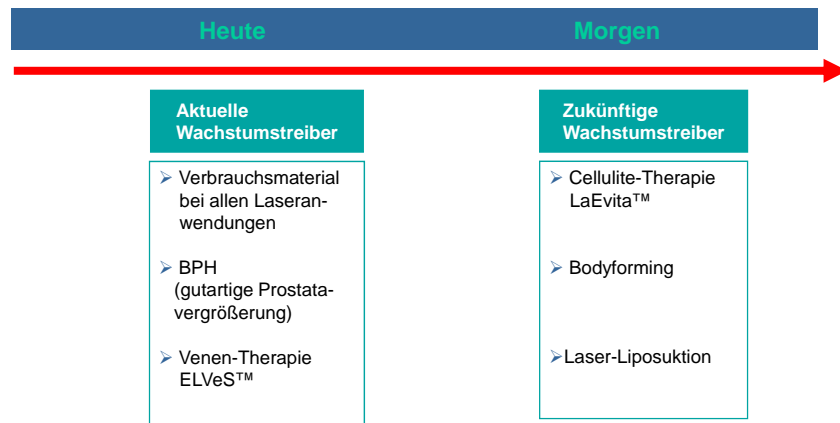 Heute
Morgen
Aktuelle
Wachstumstreiber
Verbrauchsmaterial
bei allen Laseran-
wendungen
BPH
(gutartige Prostata-
vergrößerung)
Venen-Therapie
ELVeS™
Zukünftige
Wachstumstreiber
Cellulite-Therapie
LaEvita™
Bodyforming
Laser-Liposuktion